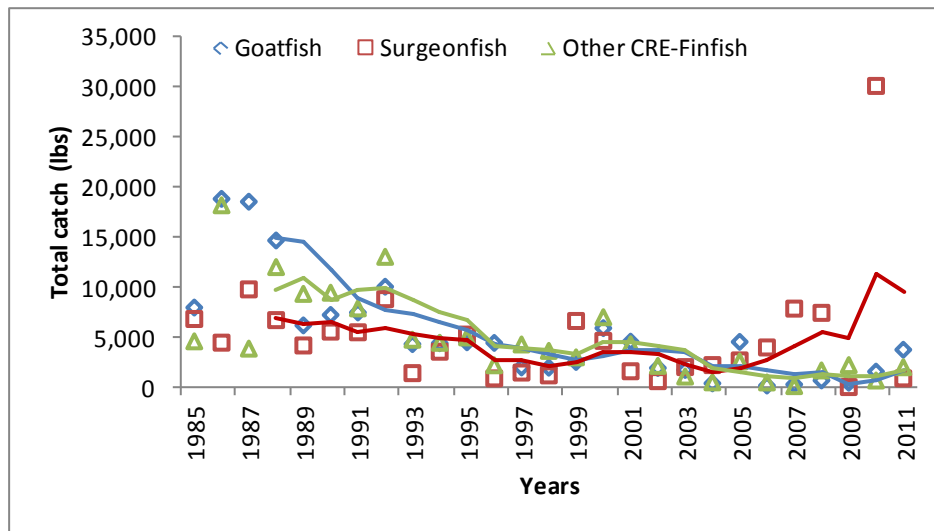 35,000
30,000
25,000
20,000
15,000
10,000
5,000
0
Total catch (lbs)
Goatfish Surgeonfish Other CRE-Finfish
1985 1987 1989 1991 1993 1995 1997 1999 2001 2003 2005 2007 2009 2011
Years